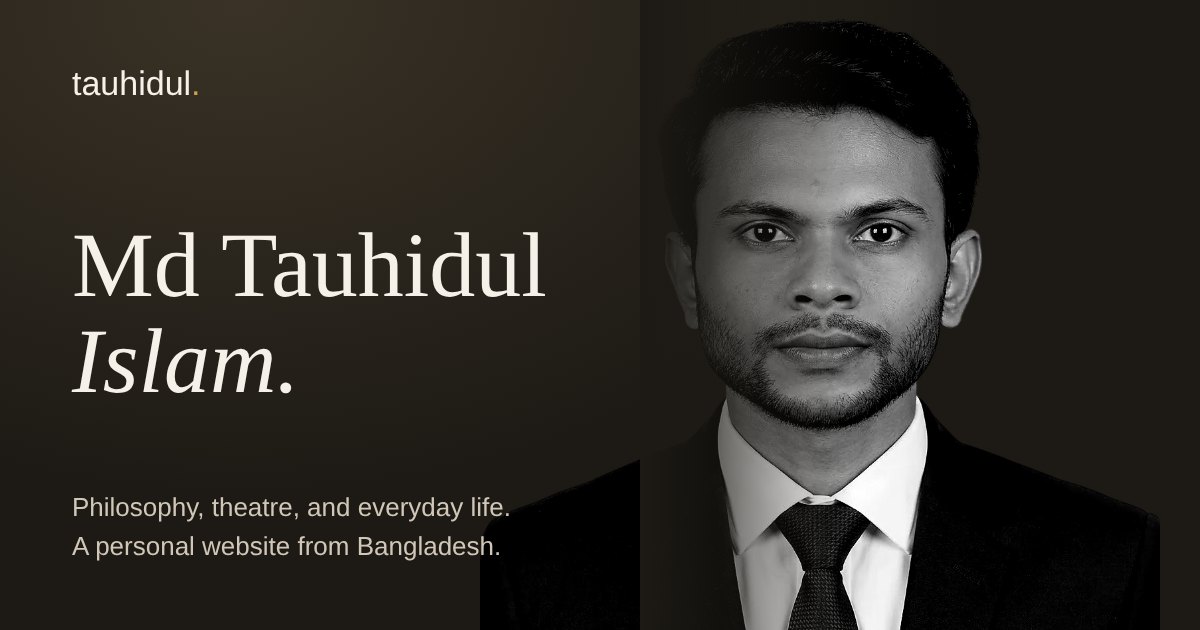 tauhidul.
Md Tauhidul
Islam.
Philosophy, theatre, and everyday life.
A personal website from Bangladesh.